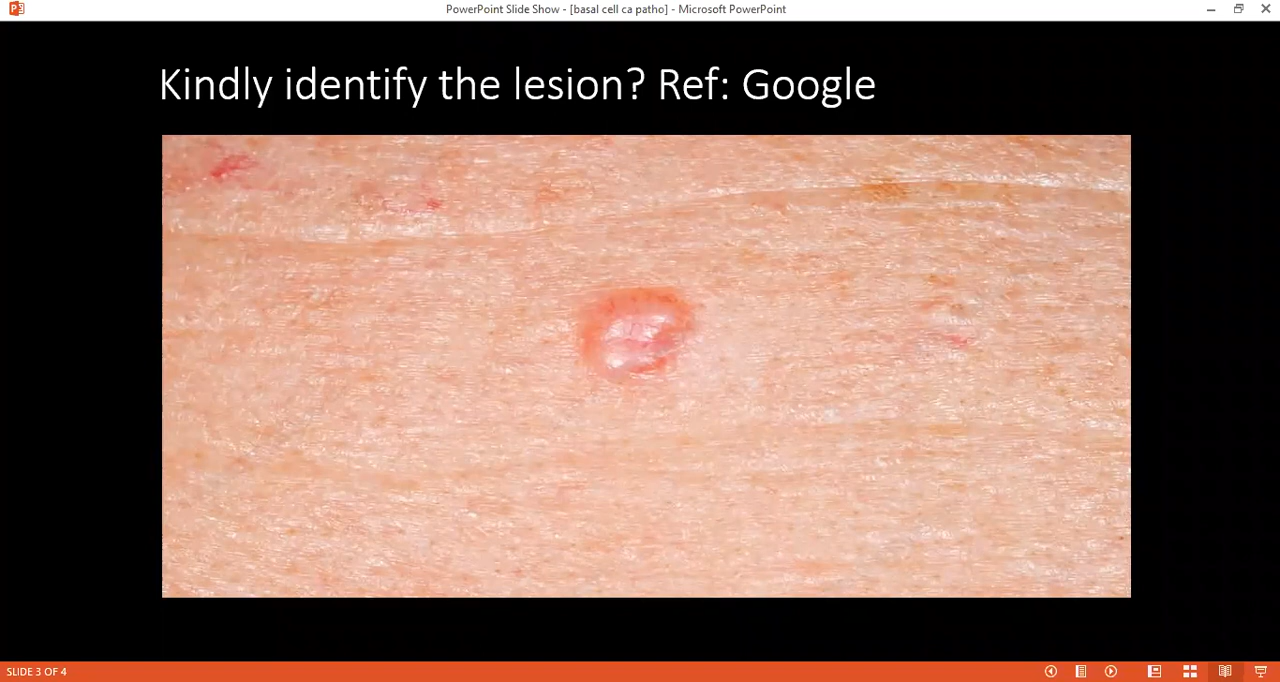 PowerPoint Slide Show - [basal cell ca patho] - Microsoft PowerPoint
Kindly identify the lesion? Ref: Google
SLIDE 3 OF 4